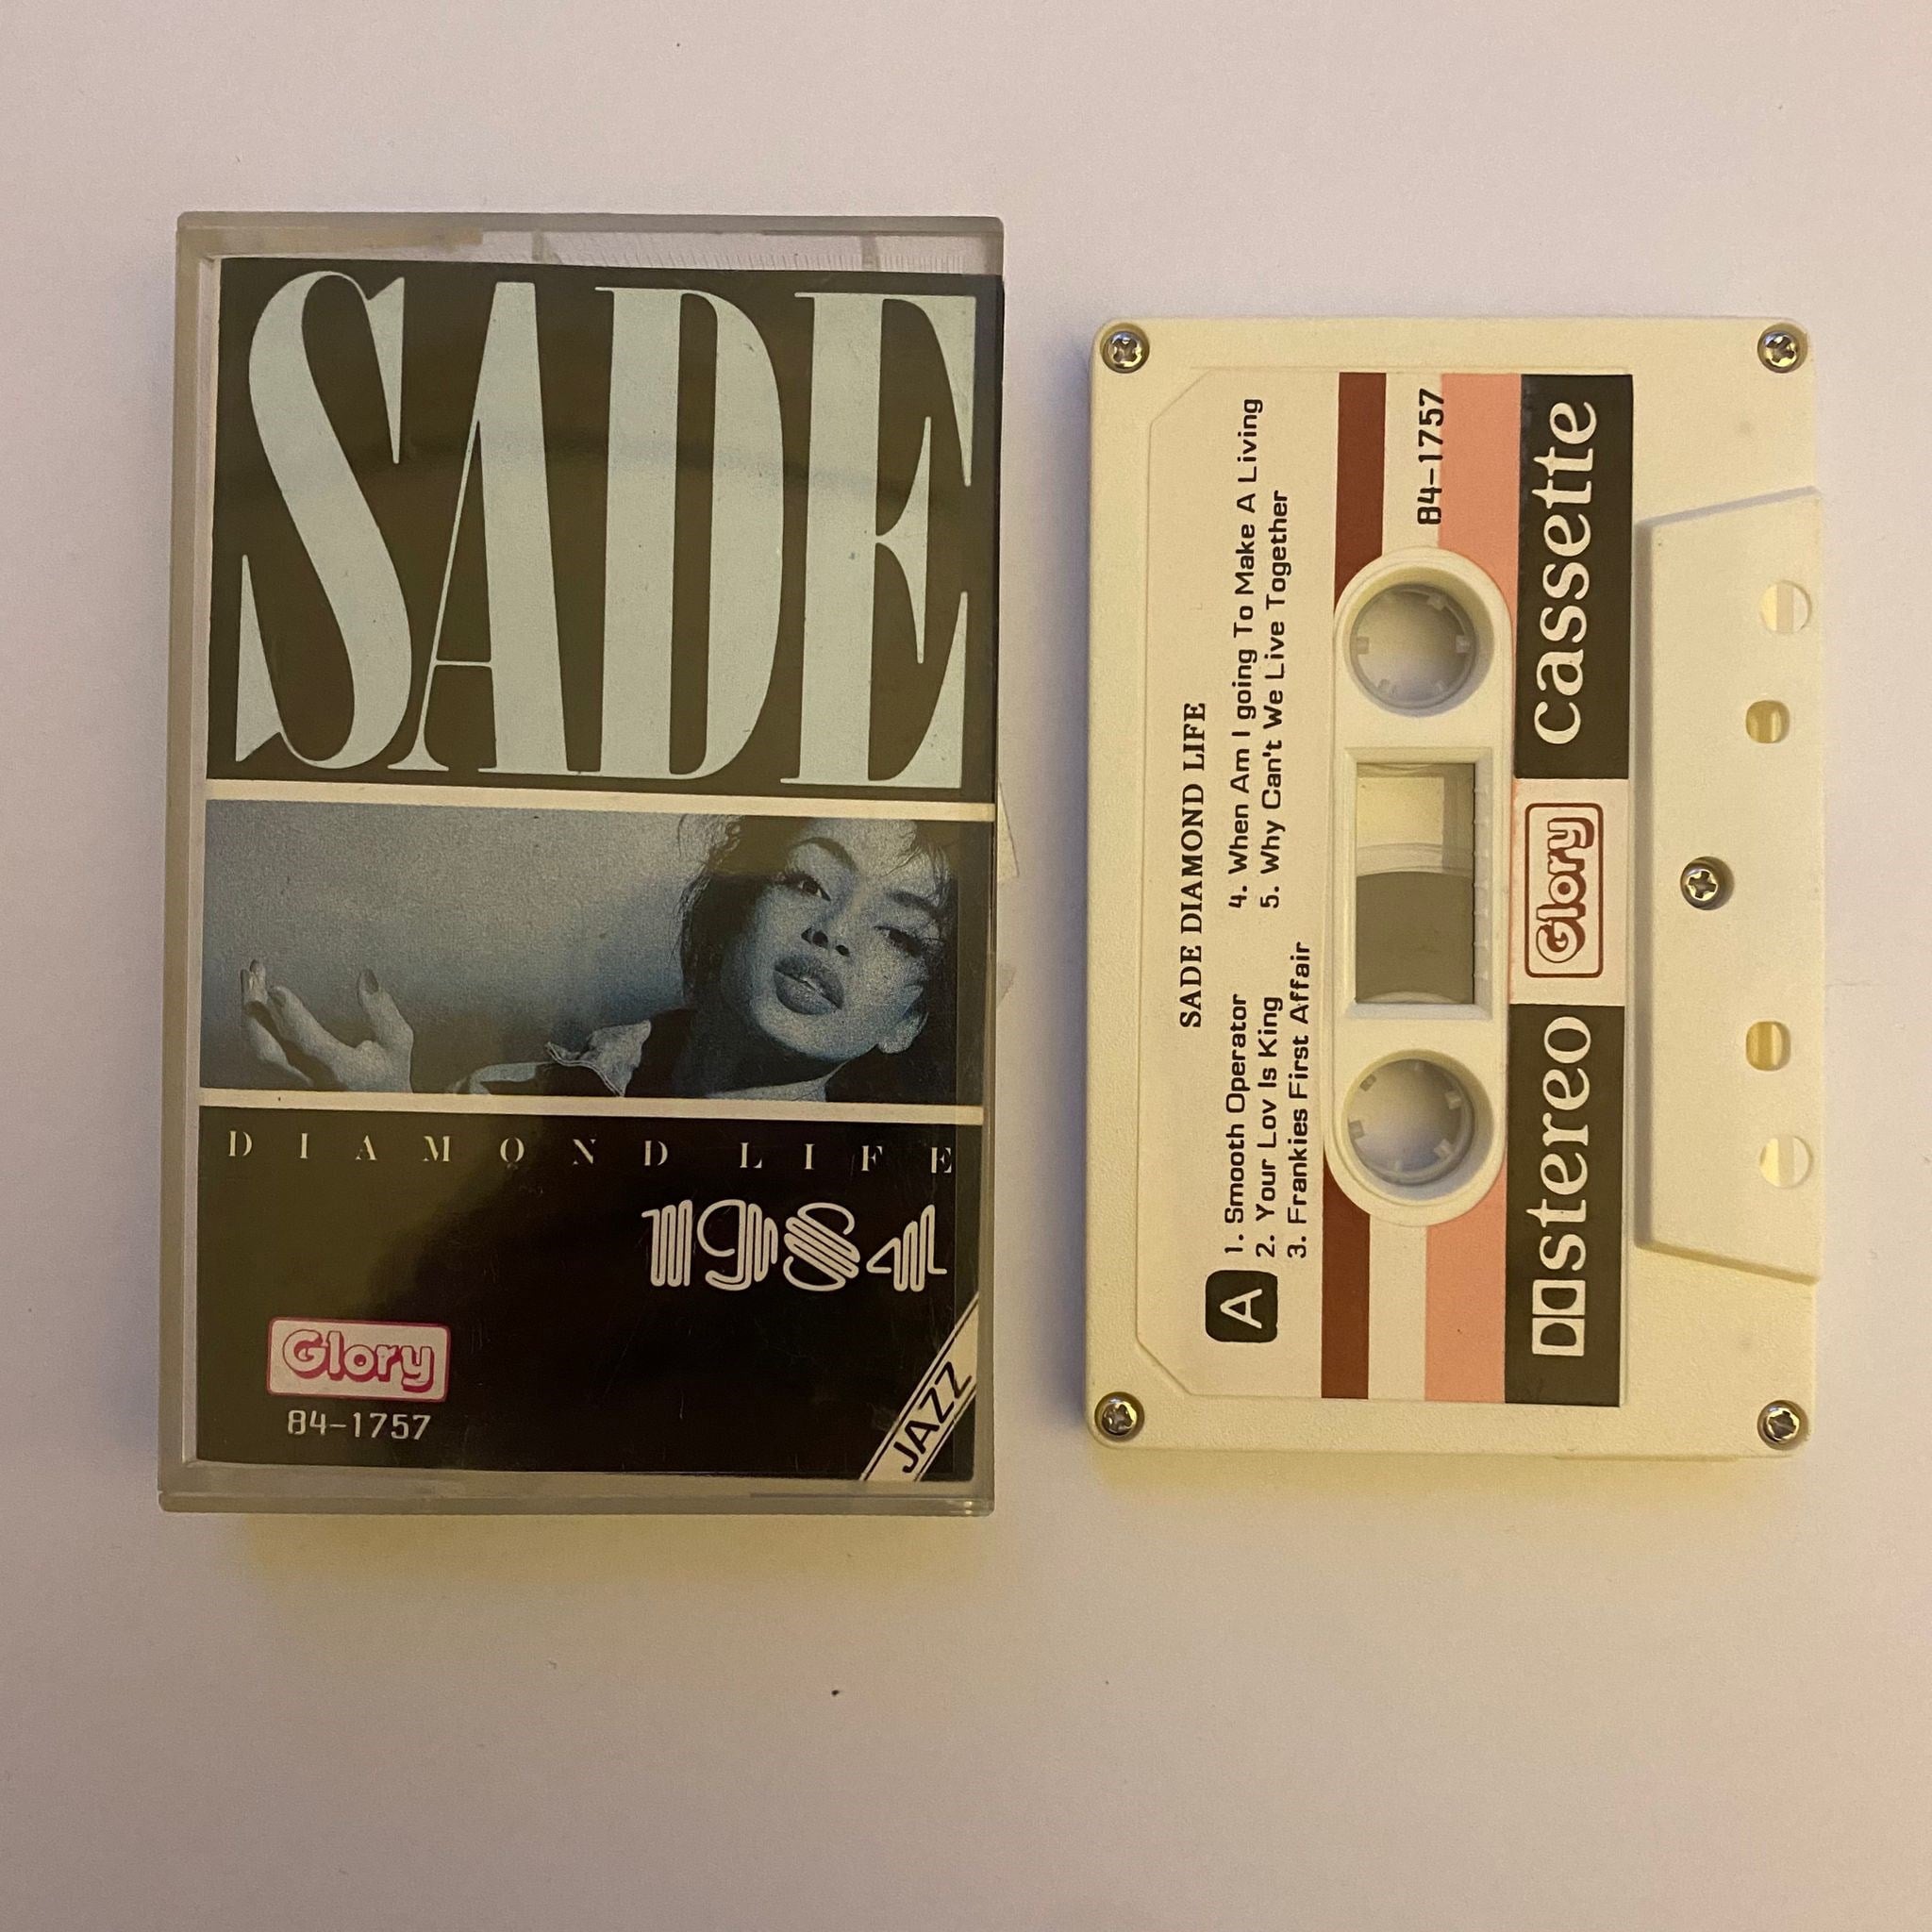 SADE
DIAMOND LIFE
1984
Glory
84-1757
JAZZ
SADE DIAMOND LIFE
A
1. Smooth Operator
2. Your Lov Is King
3. Frankies First Affair
4. When Am I going To Make A Living
5. Why Can't We Live Together
84-1757
stereo
Glory
cassette